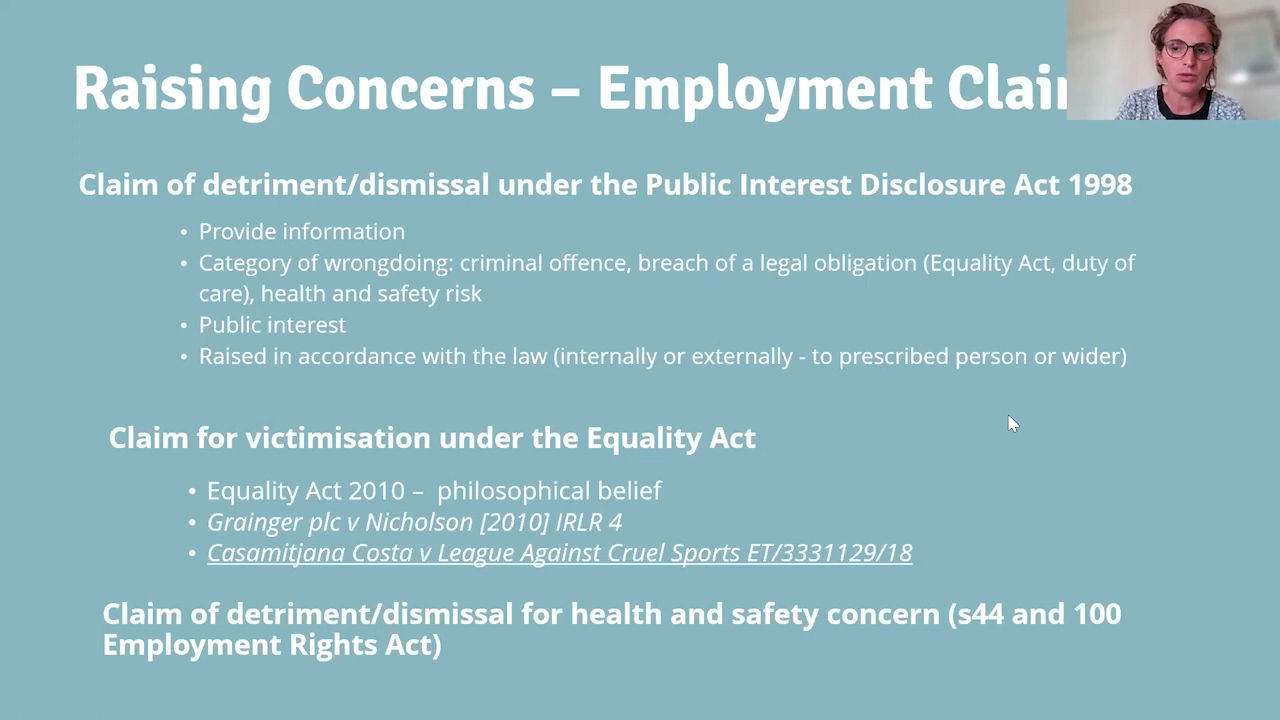 Raising Concerns – Employment Clai
Claim of detriment/dismissal under the Public Interest Disclosure Act 1998
• Provide information
• Category of wrongdoing: criminal offence, breach of a legal obligation (Equality Act, duty of
care), health and safety risk
• Public interest
• Raised in accordance with the law (internally or externally - to prescribed person or wider)
Claim for victimisation under the Equality Act
• Equality Act 2010 –  philosophical belief
• Grainger plc v Nicholson [2010] IRLR 4
• Casamitjana Costa v League Against Cruel Sports ET/3331129/18
Claim of detriment/dismissal for health and safety concern (s44 and 100
Employment Rights Act)